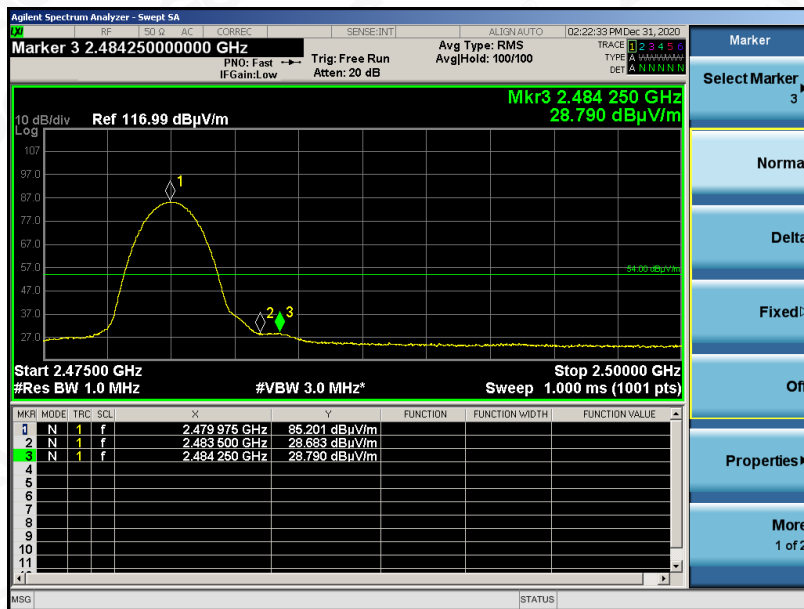 Agilent Spectrum Analyzer - Swept SA
LXI RF 50 Ω AC CORREC SENSE:INT ALIGN AUTO 02:22:33 PM Dec 31, 2020
Marker 3 2.484250000000 GHz
PNO: Fast
IFGain:Low
Trig: Free Run
Atten: 20 dB
Avg Type: RMS
Avg|Hold: 100/100
TRACE 1 2 3 4 5 6
TYPE A WWWWW
DET A N N N N N
Mkr3 2.484 250 GHz
28.790 dBµV/m
10 dB/div Ref 116.99 dBµV/m
Log
107
97.0
87.0
77.0
67.0
57.0
47.0
37.0
27.0
1
2 3
54.00 dBµV/m
Start 2.47500 GHz Stop 2.50000 GHz
#Res BW 1.0 MHz #VBW 3.0 MHz* Sweep 1.000 ms (1001 pts)
MKR MODE TRC SCL X Y FUNCTION FUNCTION WIDTH FUNCTION VALUE
1 N 1 f 2.479 975 GHz 85.201 dBµV/m
2 N 1 f 2.483 500 GHz 28.683 dBµV/m
3 N 1 f 2.484 250 GHz 28.790 dBµV/m
4
5
6
7
8
9
10
11
MSG STATUS
Marker
Select Marker
3
Norma
Delta
Fixed
Of
Properties
More
1 of 2